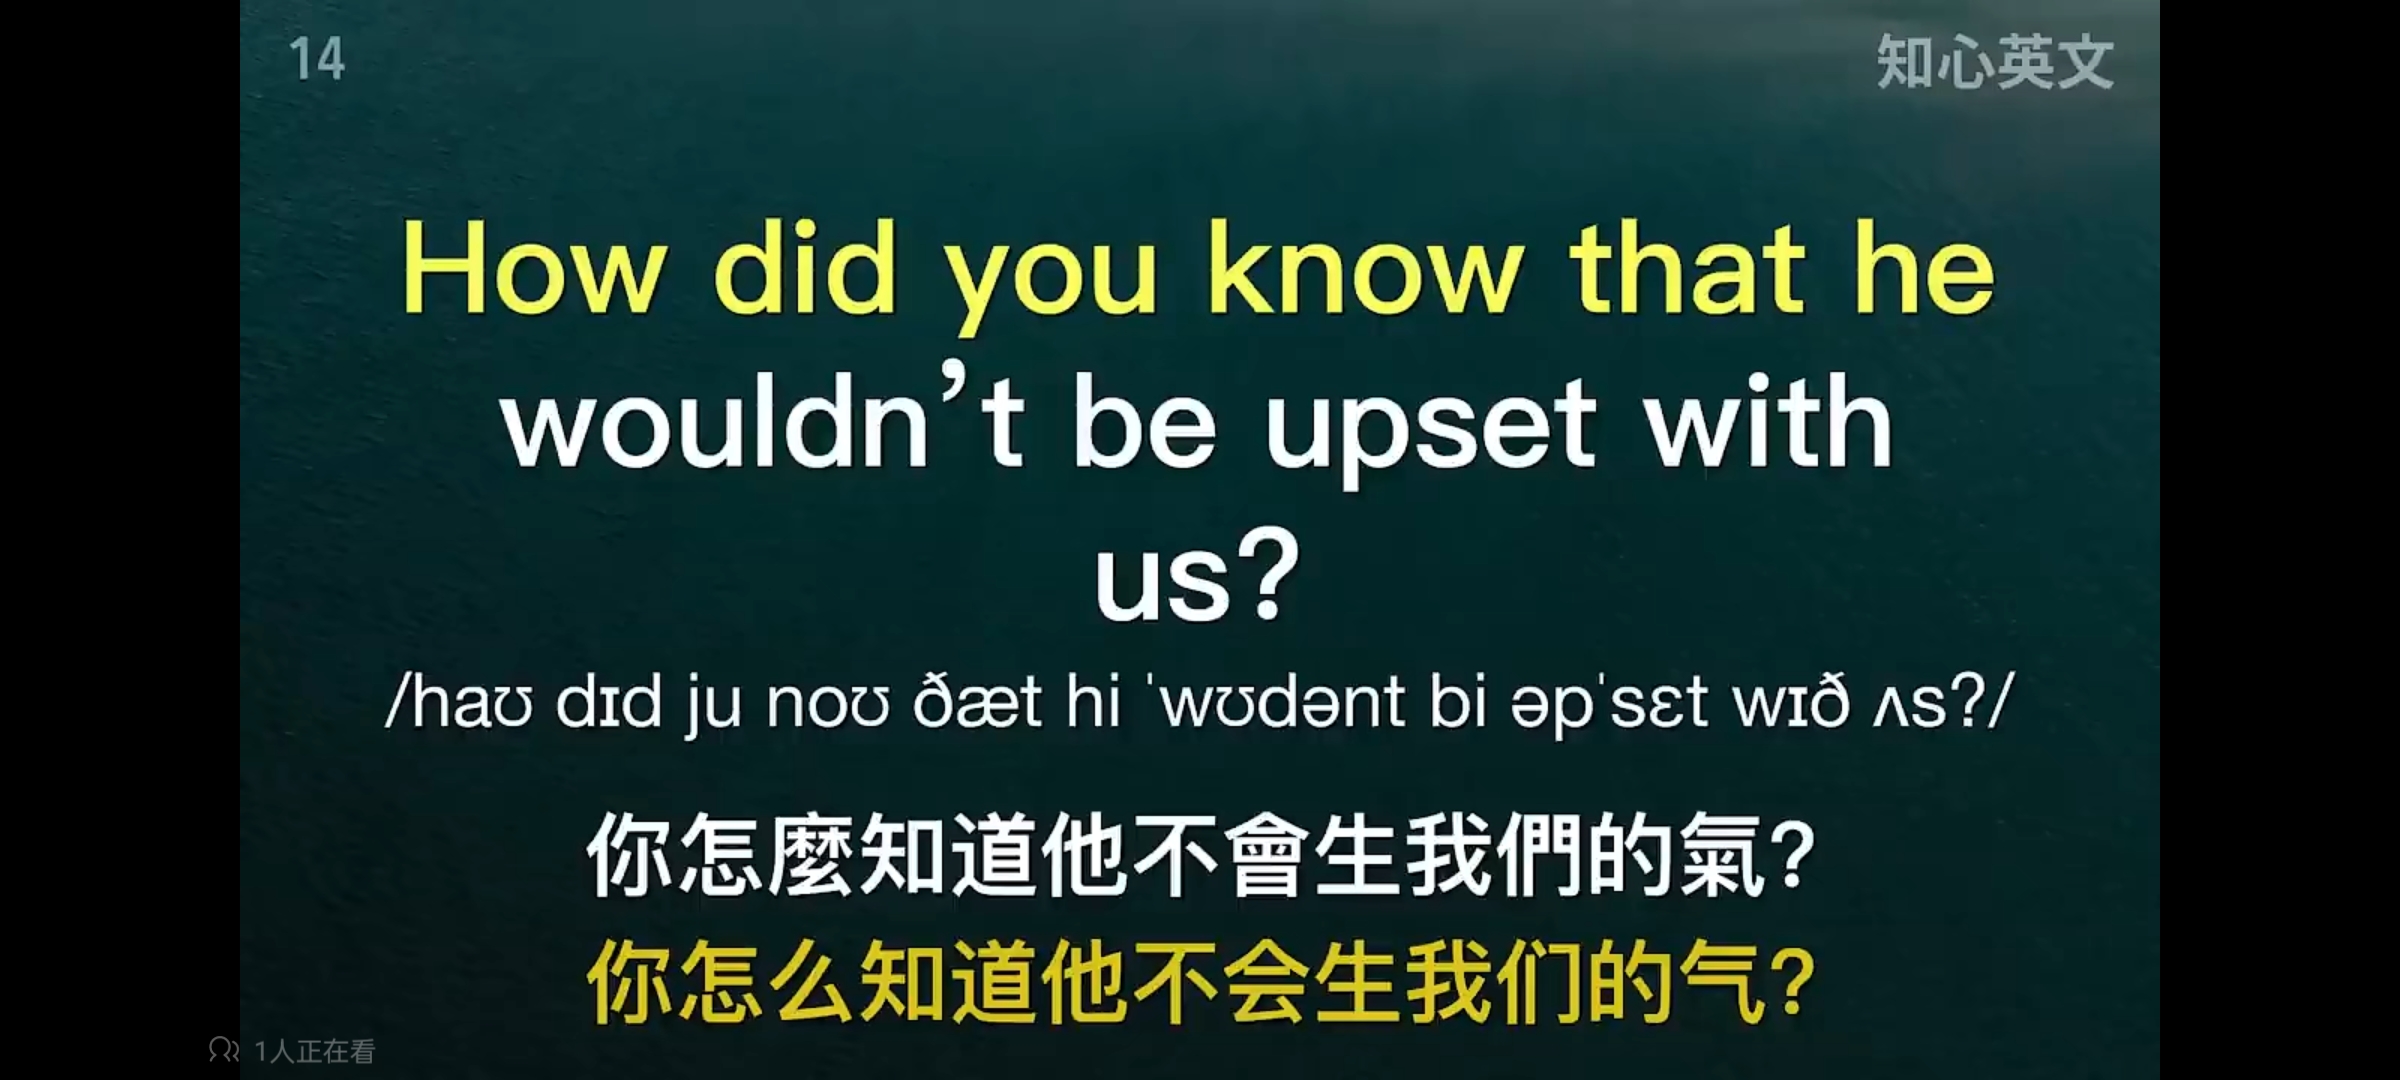 14
知心英文
How did you know that he
wouldn’t be upset with
us?
/haʊ dɪd ju noʊ ðæt hi ˈwʊdənt bi əpˈsɛt wɪð ʌs?/
你怎麼知道他不會生我們的氣?
你怎么知道他不会生我们的气?
1人正在看